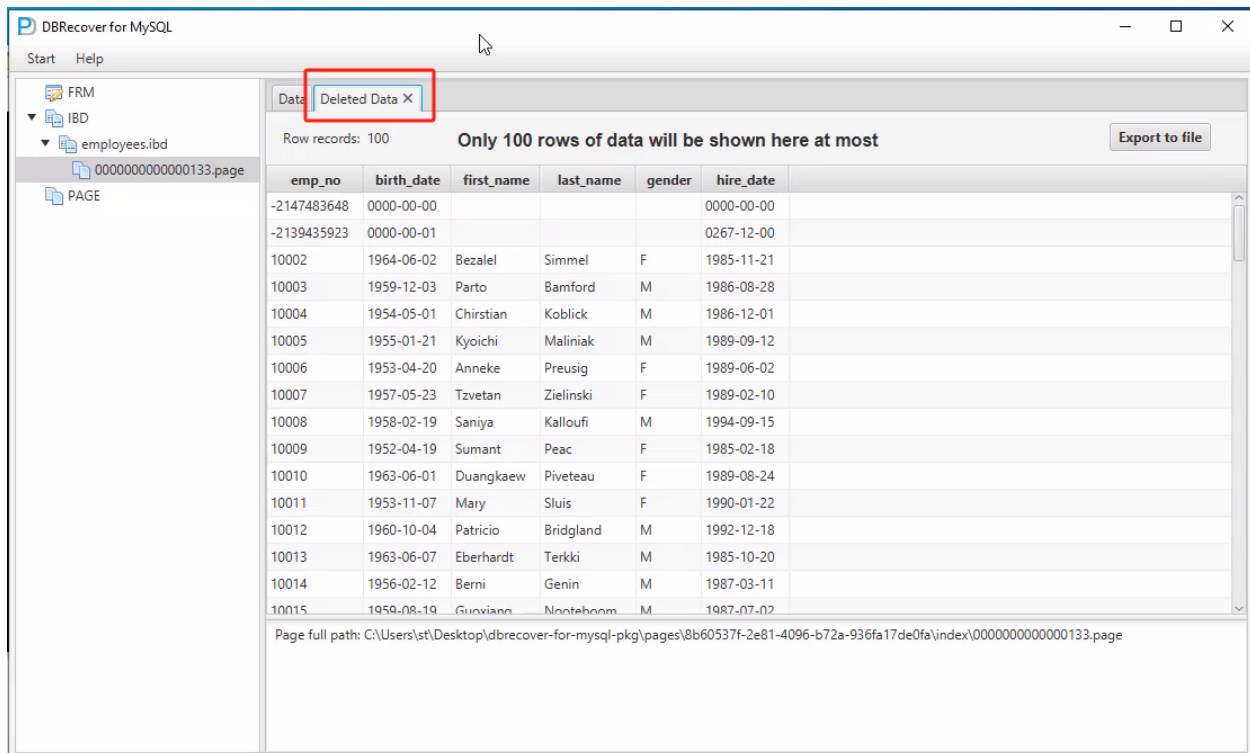 DBRecover for MySQL
Start Help
FRM
IBD
employees.ibd
0000000000000133.page
PAGE
Data Deleted Data
Row records: 100 Only 100 rows of data will be shown here at most Export to file
emp_no birth_date first_name last_name gender hire_date
-2147483648 0000-00-00 0000-00-00
-2139435923 0000-00-01 0267-12-00
10002 1964-06-02 Bezalel Simmel F 1985-11-21
10003 1959-12-03 Parto Bamford M 1986-08-28
10004 1954-05-01 Chirstian Koblick M 1986-12-01
10005 1955-01-21 Kyoichi Maliniak M 1989-09-12
10006 1953-04-20 Anneke Preusig F 1989-06-02
10007 1957-05-23 Tzvetan Zielinski F 1989-02-10
10008 1958-02-19 Saniya Kalloufi M 1994-09-15
10009 1952-04-19 Sumant Peac F 1985-02-18
10010 1963-06-01 Duangkaew Piveteau F 1989-08-24
10011 1953-11-07 Mary Sluis F 1990-01-22
10012 1960-10-04 Patricio Bridgland M 1992-12-18
10013 1963-06-07 Eberhardt Terkki M 1985-10-20
10014 1956-02-12 Berni Genin M 1987-03-11
10015 1959-08-19 Guoxiang Nooteboom M 1987-07-02
Page full path: C:\Users\st\Desktop\dbrecover-for-mysql-pkg\pages\8b60537f-2e81-4096-b72a-936fa17de0fa\index\0000000000000133.page